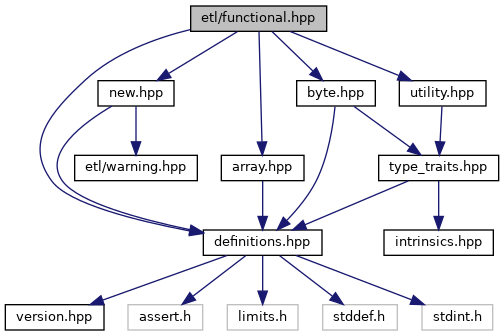 etl/functional.hpp
new.hpp
byte.hpp
utility.hpp
etl/warning.hpp
array.hpp
type_traits.hpp
definitions.hpp
intrinsics.hpp
version.hpp
assert.h
limits.h
stddef.h
stdint.h